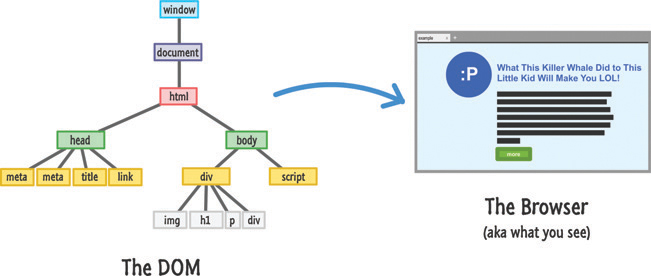 window
document
html
head
body
meta
meta
title
link
div
script
img
h1
p
div
The DOM
example
:P
What This Killer Whale Did to This
Little Kid Will Make You LOL!
more
The Browser
(aka what you see)